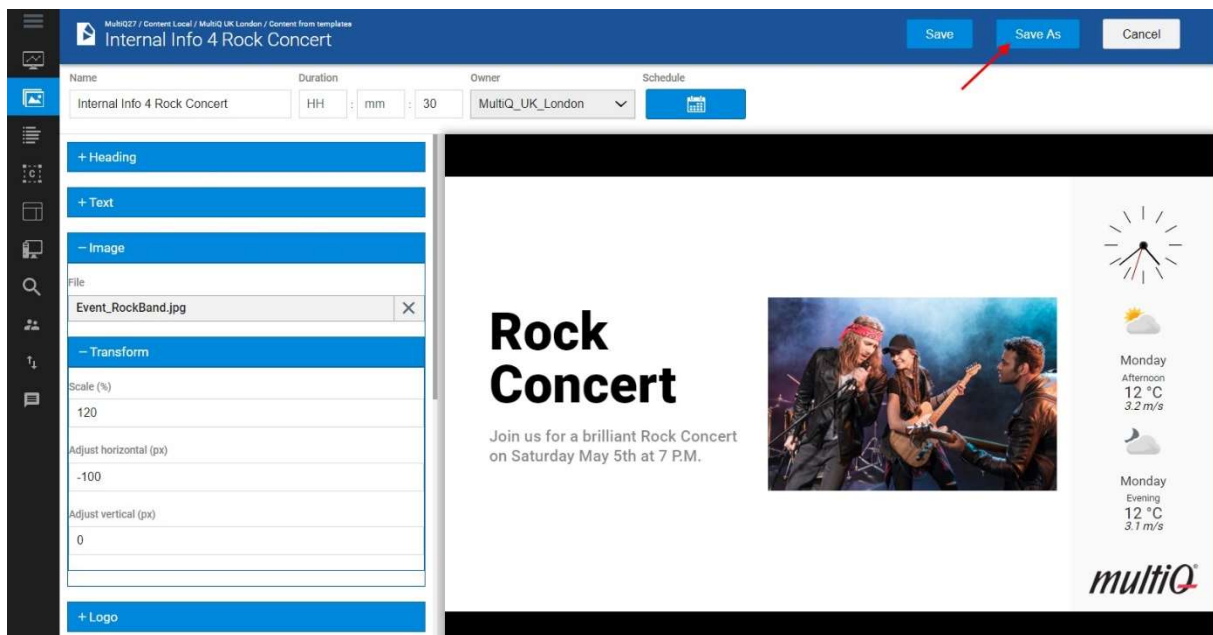 MultiQ27 / Content Local / MultiQ UK London / Content from templates
Internal Info 4 Rock Concert
Save
Save As
Cancel
Name
Duration
Owner
Schedule
Internal Info 4 Rock Concert
HH : mm : 30
MultiQ_UK_London
+ Heading
+ Text
– Image
File
Event_RockBand.jpg
– Transform
Scale (%)
120
Adjust horizontal (px)
-100
Adjust vertical (px)
0
+ Logo
C
Rock
Concert
Join us for a brilliant Rock Concert
on Saturday May 5th at 7 P.M.
Monday
Afternoon
12 °C
3.2 m/s
Monday
Evening
12 °C
3.1 m/s
multiQ